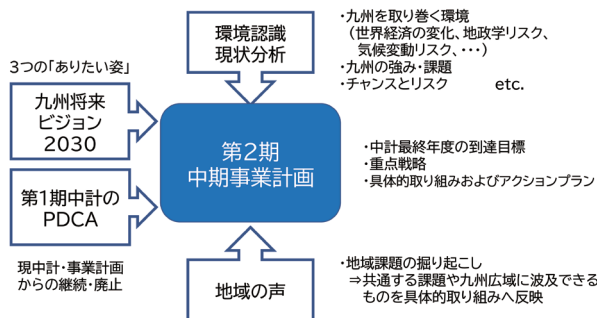 環境認識
現状分析
・九州を取り巻く環境
（世界経済の変化、地政学リスク、
気候変動リスク、・・・）
・九州の強み・課題
・チャンスとリスク etc.
3つの「ありたい姿」
九州将来
ビジョン
2030
第2期
中期事業計画
・中計最終年度の到達目標
・重点戦略
・具体的取り組みおよびアクションプラン
第1期中計の
PDCA
現中計・事業計画
からの継続・廃止
地域の声
・地域課題の掘り起こし
⇒共通する課題や九州広域に波及できる
ものを具体的取り組みへ反映